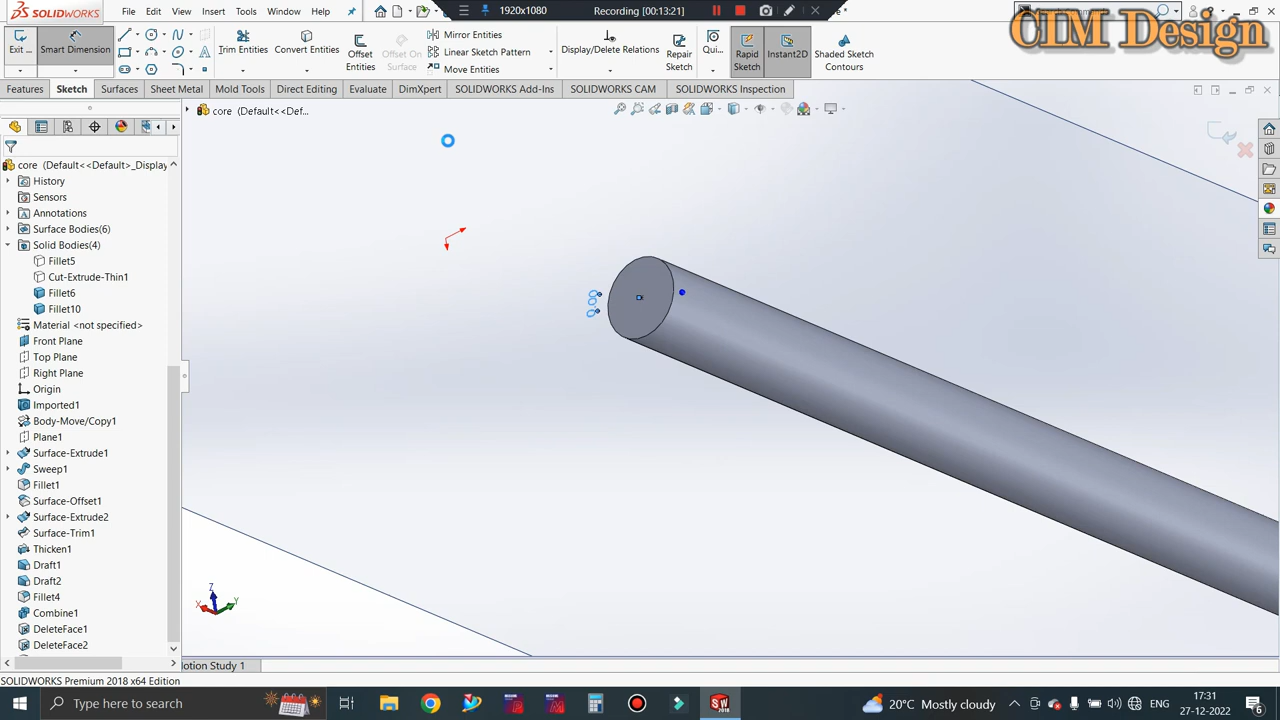 SOLIDWORKS
File
Edit
View
Insert
Tools
Window
Help
1920x1080
Recording [00:13:21]
CIM Design
Exit ...
Smart Dimension
Trim Entities
Convert Entities
Offset Entities
Offset On Surface
Mirror Entities
Linear Sketch Pattern
Move Entities
Display/Delete Relations
Repair Sketch
Qui...
Rapid Sketch
Instant2D
Shaded Sketch Contours
Features
Sketch
Surfaces
Sheet Metal
Mold Tools
Direct Editing
Evaluate
DimXpert
SOLIDWORKS Add-Ins
SOLIDWORKS CAM
SOLIDWORKS Inspection
core (Default<<Def...
core (Default<<Default>_Display
History
Sensors
Annotations
Surface Bodies(6)
Solid Bodies(4)
Fillet5
Cut-Extrude-Thin1
Fillet6
Fillet10
Material <not specified>
Front Plane
Top Plane
Right Plane
Origin
Imported1
Body-Move/Copy1
Plane1
Surface-Extrude1
Sweep1
Fillet1
Surface-Offset1
Surface-Extrude2
Surface-Trim1
Thicken1
Draft1
Draft2
Fillet4
Combine1
DeleteFace1
DeleteFace2
Z
X
Y
otion Study 1
SOLIDWORKS Premium 2018 x64 Edition
Type here to search
20°C Mostly cloudy
ENG
17:31
27-12-2022
6